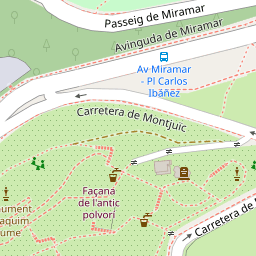 Passeig de Miramar
Avinguda de Miramar
Av Miramar
- Pl Carlos
Ibáñez
Carretera de Montjuïc
Façana
de l'antic
polvorí
Carretera de M
nument
aquim
ume